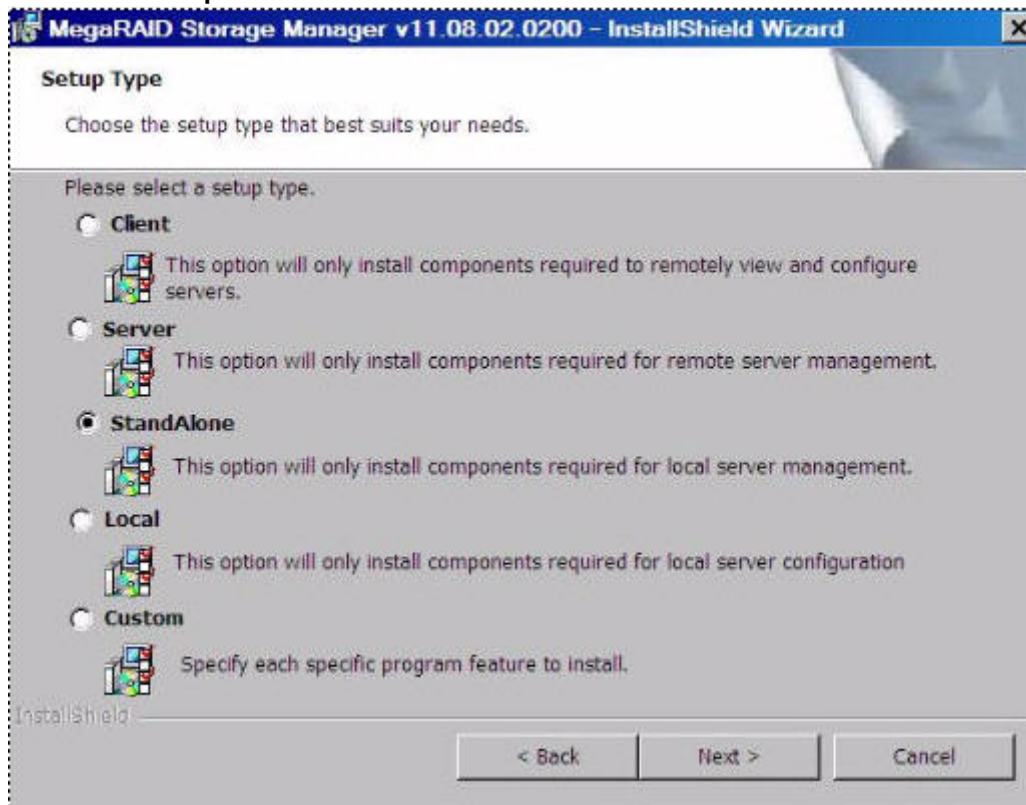 MegaRAID Storage Manager v11.08.02.0200 - InstallShield Wizard
Setup Type
Choose the setup type that best suits your needs.
Please select a setup type.
Client
This option will only install components required to remotely view and configure
servers.
Server
This option will only install components required for remote server management.
StandAlone
This option will only install components required for local server management.
Local
This option will only install components required for local server configuration
Custom
Specify each specific program feature to install.
InstallShield
< Back Next > Cancel